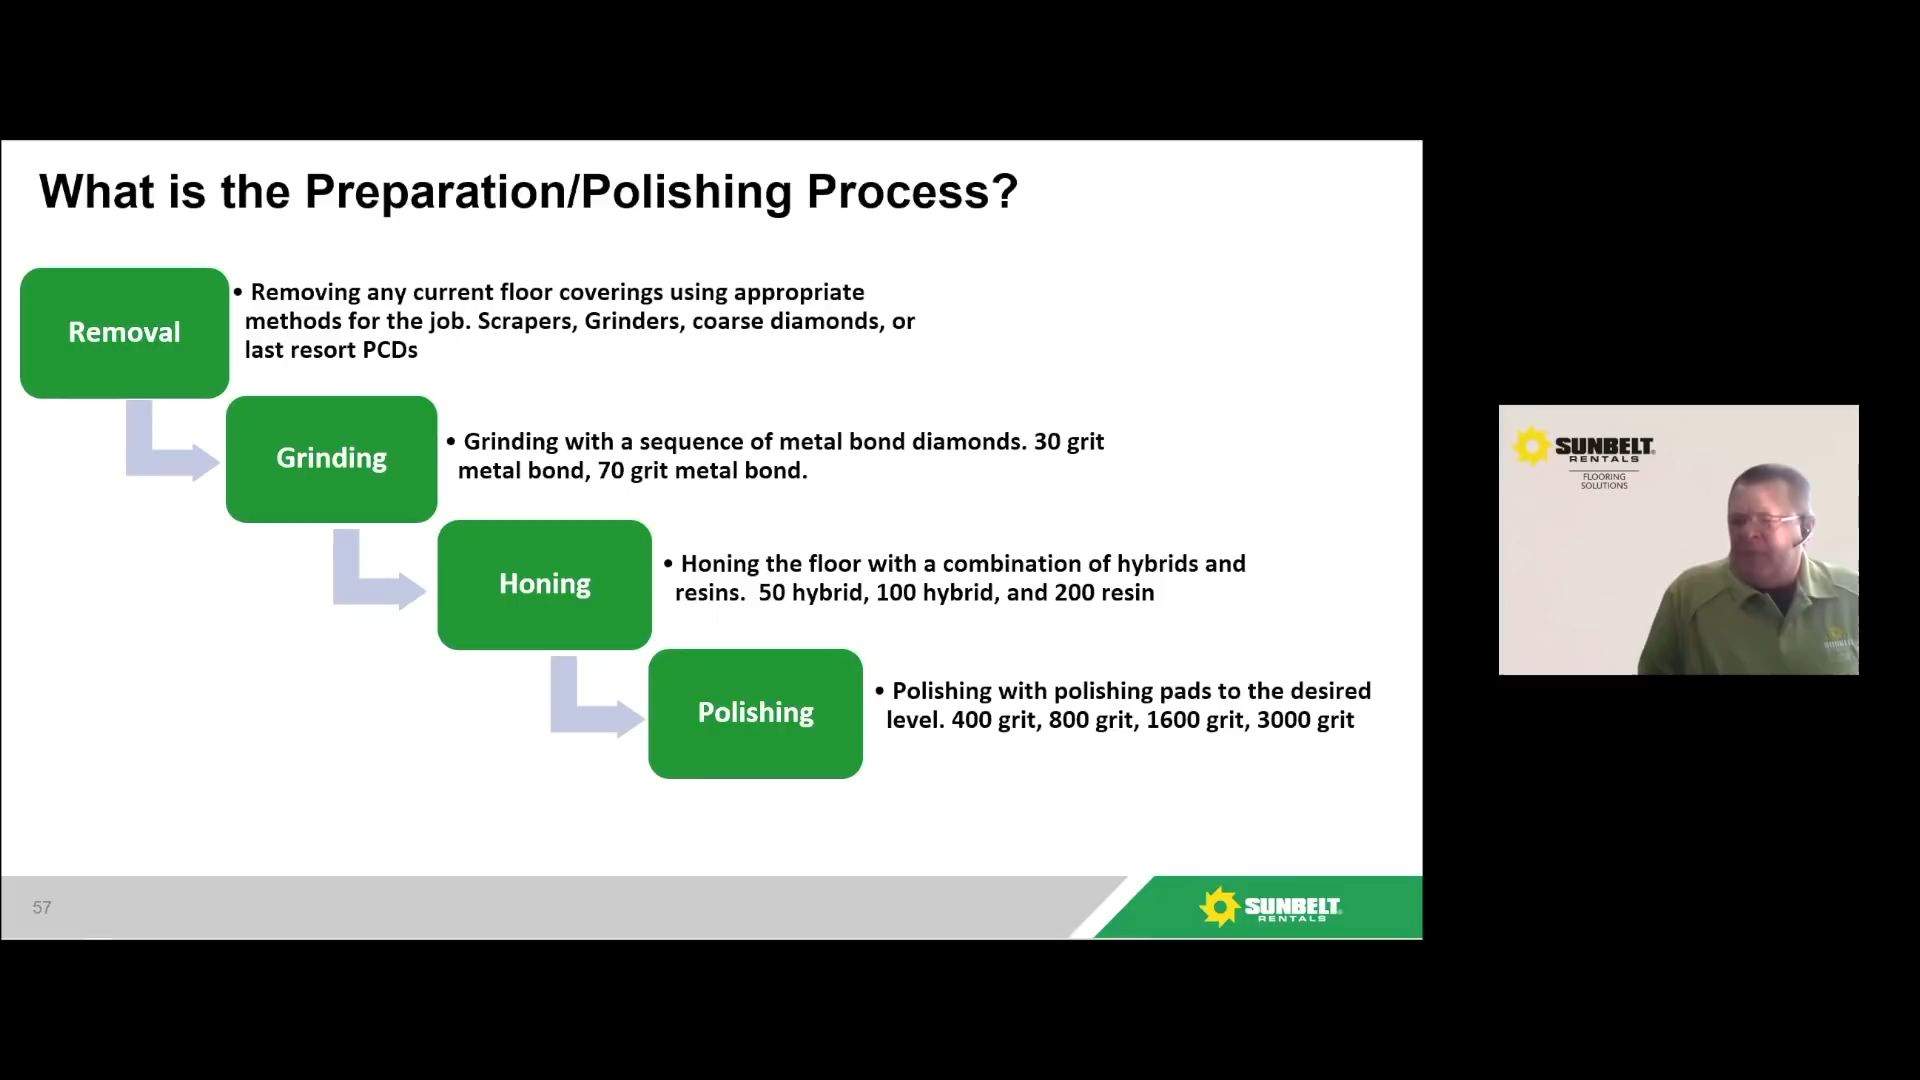 What is the Preparation/Polishing Process?
Removal
• Removing any current floor coverings using appropriate
methods for the job. Scrapers, Grinders, coarse diamonds, or
last resort PCDs
Grinding
• Grinding with a sequence of metal bond diamonds. 30 grit
metal bond, 70 grit metal bond.
Honing
• Honing the floor with a combination of hybrids and
resins. 50 hybrid, 100 hybrid, and 200 resin
Polishing
• Polishing with polishing pads to the desired
level. 400 grit, 800 grit, 1600 grit, 3000 grit
57
SUNBELT
RENTALS
SUNBELT
RENTALS
FLOORING
SOLUTIONS
SUNBELT